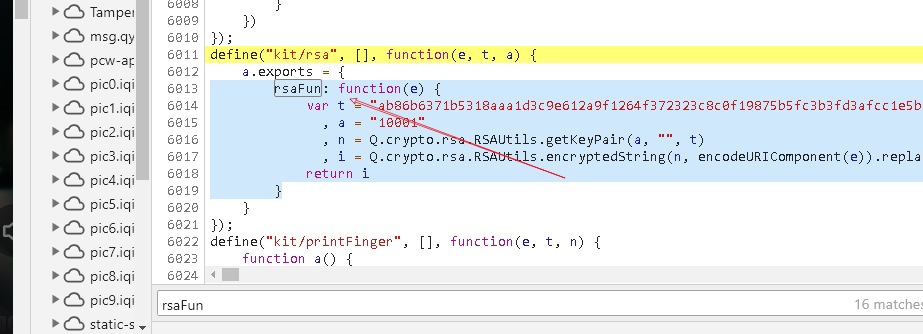 Tamper
msg.qy
pcw-ap
pic0.iqi
pic1.iqi
pic2.iqi
pic3.iqi
pic4.iqi
pic5.iqi
pic6.iqi
pic7.iqi
pic8.iqi
pic9.iqi
static-s
6008 }
6009 })
6010 });
6011 define("kit/rsa", [], function(e, t, a) {
6012 a.exports = {
6013 rsaFun: function(e) {
6014 var t = "ab86b6371b5318aaa1d3c9e612a9f1264f372323c8c0f19875b5fc3b3fd3afcc1e5b
6015 , a = "10001"
6016 , n = Q.crypto.rsa.RSAUtils.getKeyPair(a, "", t)
6017 , i = Q.crypto.rsa.RSAUtils.encryptedString(n, encodeURIComponent(e)).repla
6018 return i
6019 }
6020 }
6021 });
6022 define("kit/printFinger", [], function(e, t, n) {
6023 function a() {
6024
rsaFun
16 matches